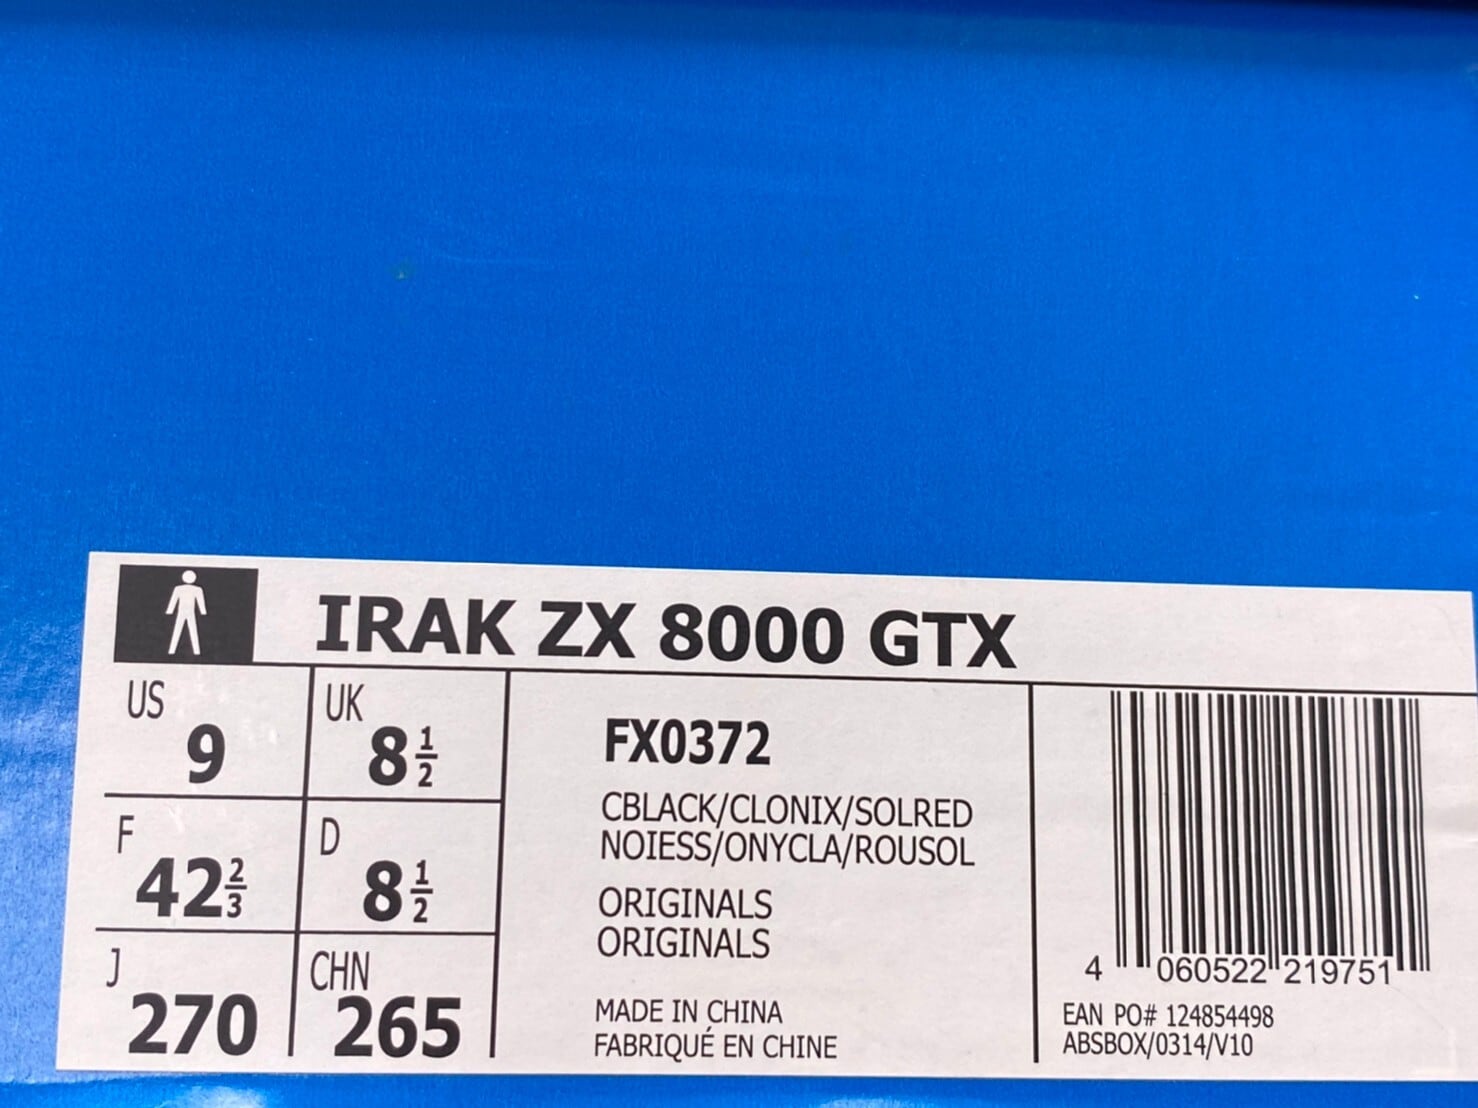 IRAK ZX 8000 GTX
US
9
UK
8 1/2
F
42 2/3
D
8 1/2
J
270
CHN
265
FX0372
CBLACK/CLONIX/SOLRED
NOIESS/ONYCLA/ROUSOL
ORIGINALS
ORIGINALS
MADE IN CHINA
FABRIQUÉ EN CHINE
4 060522 219751
EAN PO# 124854498
ABSBOX/0314/V10